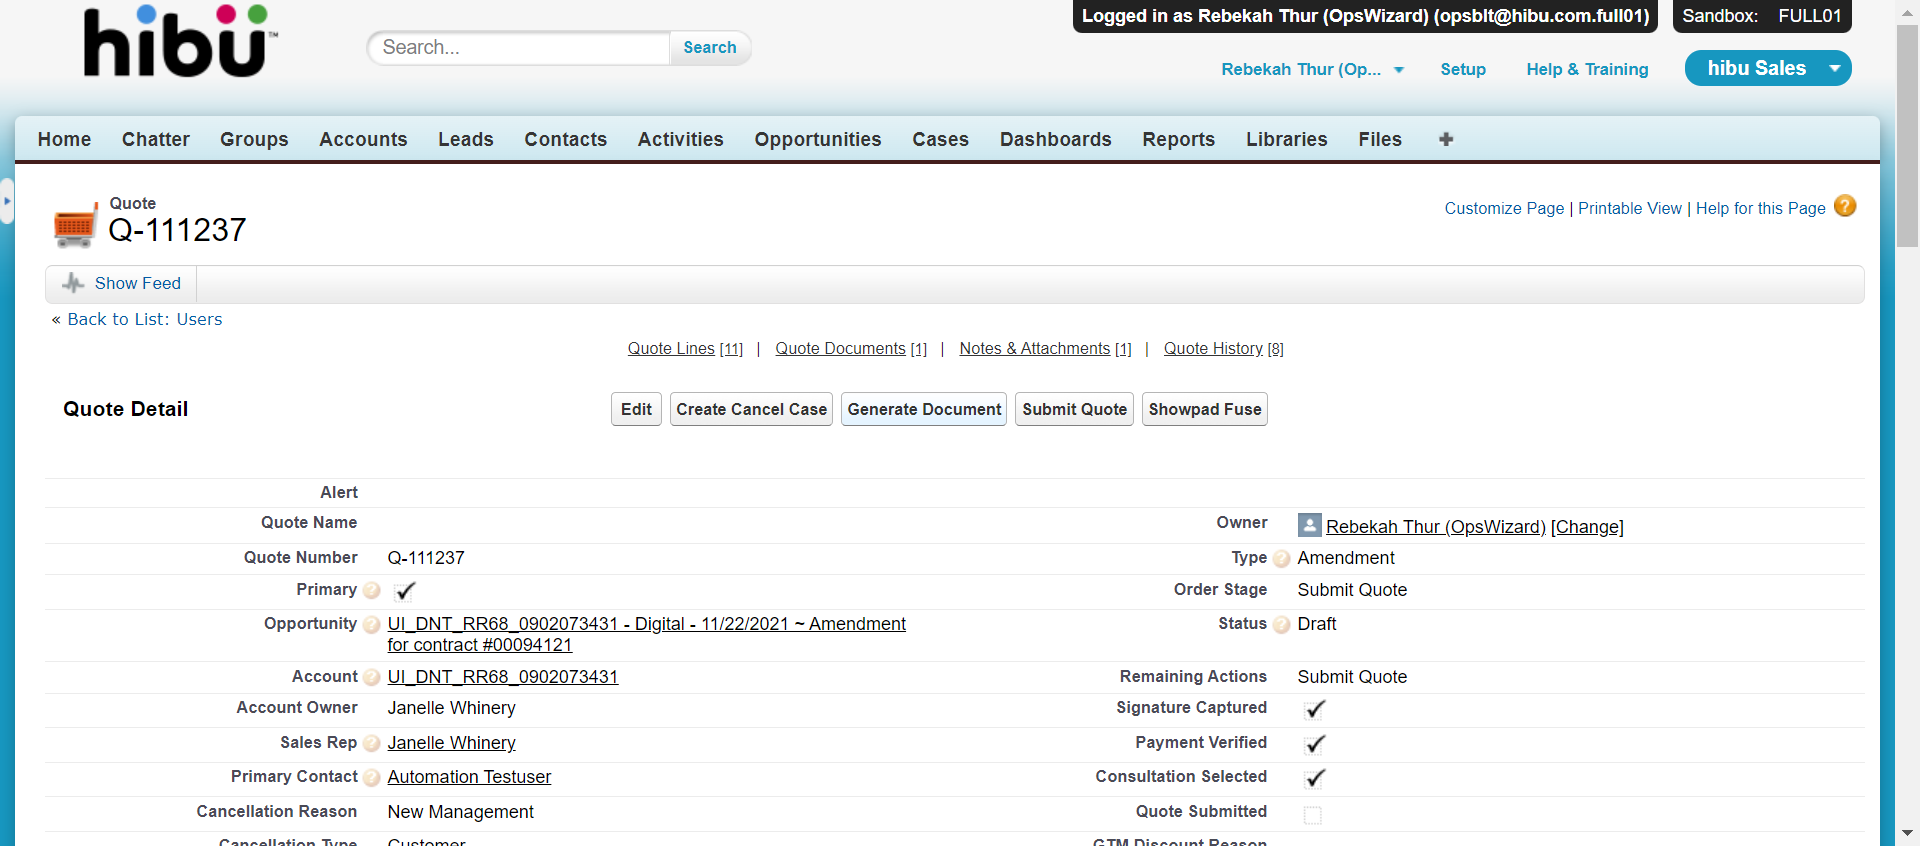 Logged in as Rebekah Thur (OpsWizard) (opsblt@hibu.com.full01)
Sandbox: FULL01
hibu™
Search...
Search
Rebekah Thur (Op...
Setup
Help & Training
hibu Sales
Home Chatter Groups Accounts Leads Contacts Activities Opportunities Cases Dashboards Reports Libraries Files
Quote
Q-111237
Customize Page | Printable View | Help for this Page
Show Feed
« Back to List: Users
Quote Lines [11] | Quote Documents [1] | Notes & Attachments [1] | Quote History [8]
Quote Detail
Edit Create Cancel Case Generate Document Submit Quote Showpad Fuse
Alert
Quote Name
Owner Rebekah Thur (OpsWizard) [Change]
Quote Number Q-111237
Type Amendment
Primary
Order Stage Submit Quote
Opportunity UI_DNT_RR68_0902073431 - Digital - 11/22/2021 ~ Amendment
for contract #00094121
Status Draft
Account UI_DNT_RR68_0902073431
Remaining Actions Submit Quote
Account Owner Janelle Whinery
Signature Captured
Sales Rep Janelle Whinery
Payment Verified
Primary Contact Automation Testuser
Consultation Selected
Cancellation Reason New Management
Quote Submitted
Cancellation Type Customer
GTM Discount Reason